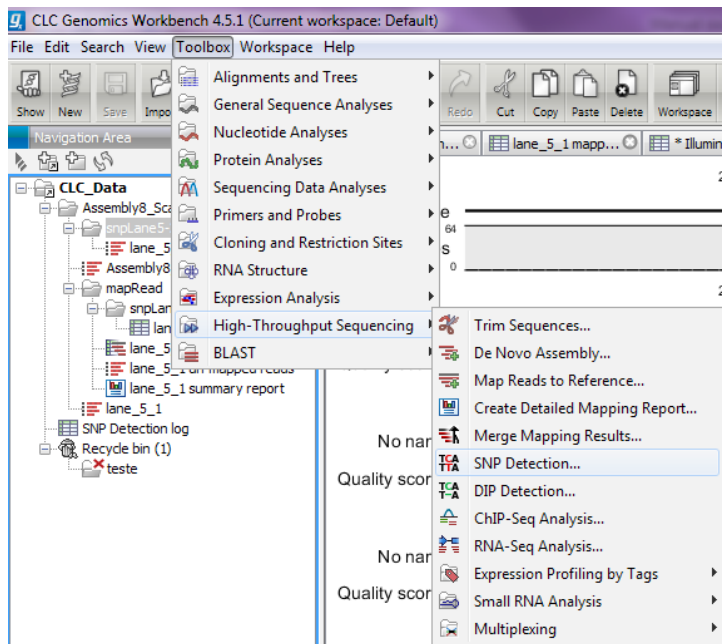 CLC Genomics Workbench 4.5.1 (Current workspace: Default)
File Edit Search View Toolbox Workspace Help
Show New Save Impo Redo Cut Copy Paste Delete Workspace
Navigation Area
n... lane_5_1 mapp... * Illumin
CLC_Data
Assembly8_Sca
snpLane5-
lane_5
Assembly8
mapRead
snpLan
lan
lane_5
lane_5_1 un-mapped reads
lane_5_1 summary report
lane_5_1
SNP Detection log
Recycle bin (1)
teste
Alignments and Trees
General Sequence Analyses
Nucleotide Analyses
Protein Analyses
Sequencing Data Analyses
Primers and Probes
Cloning and Restriction Sites
RNA Structure
Expression Analysis
High-Throughput Sequencing
BLAST
2
e
64
s
0
2
Trim Sequences...
De Novo Assembly...
Map Reads to Reference...
Create Detailed Mapping Report...
Merge Mapping Results...
SNP Detection...
DIP Detection...
ChIP-Seq Analysis...
RNA-Seq Analysis...
Expression Profiling by Tags
Small RNA Analysis
Multiplexing
No nar
Quality scor
No nar
Quality scor